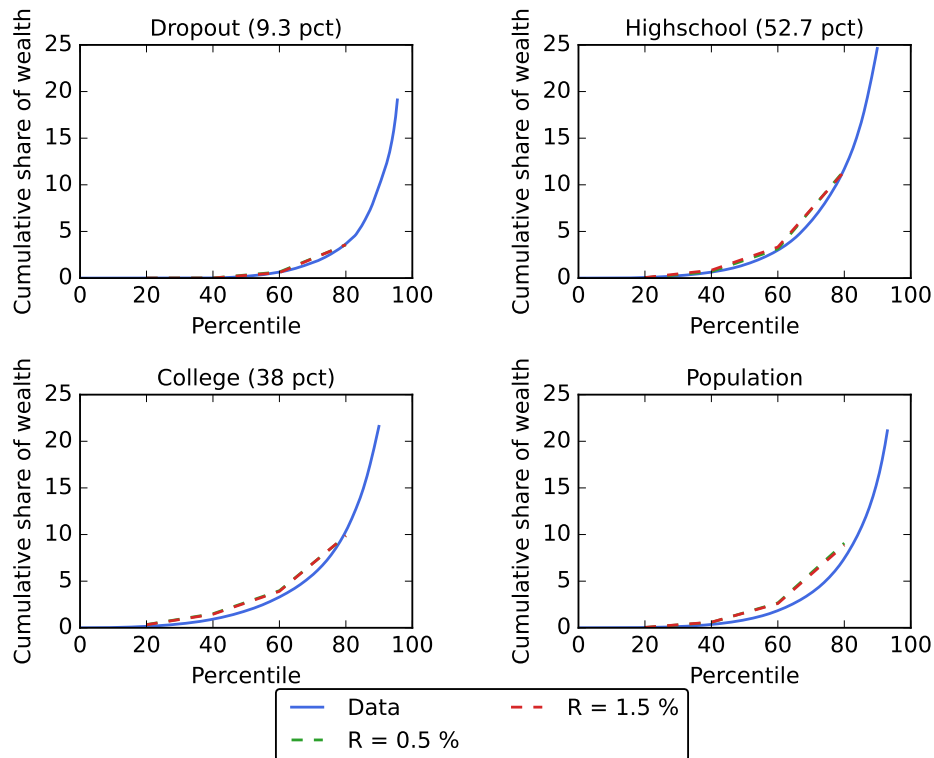 Dropout (9.3 pct)
Cumulative share of wealth
25
20
15
10
5
0
0 20 40 60 80 100
Percentile
Highschool (52.7 pct)
Cumulative share of wealth
25
20
15
10
5
0
0 20 40 60 80 100
Percentile
College (38 pct)
Cumulative share of wealth
25
20
15
10
5
0
0 20 40 60 80 100
Percentile
Population
Cumulative share of wealth
25
20
15
10
5
0
0 20 40 60 80 100
Percentile
Data
R = 0.5 %
R = 1.5 %